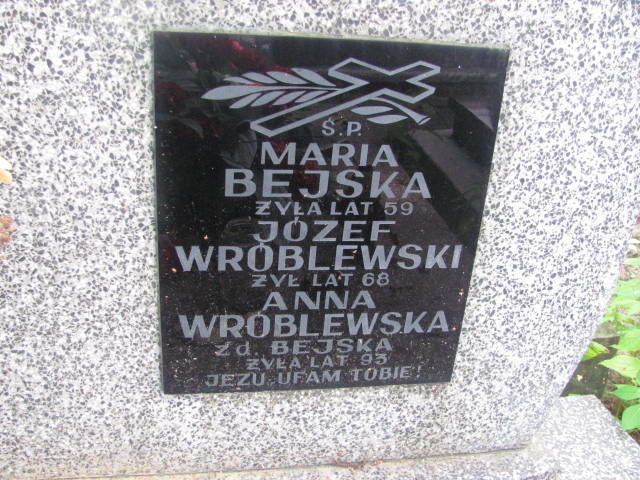 Ś.P.
MARIA
BEJSKA
ŻYŁA LAT 59
JÓZEF
WRÓBLEWSKI
ŻYŁ LAT 68
ANNA
WRÓBLEWSKA
Zd. BEJSKA
ŻYŁA LAT 95
JEZU UFAM TOBIE!